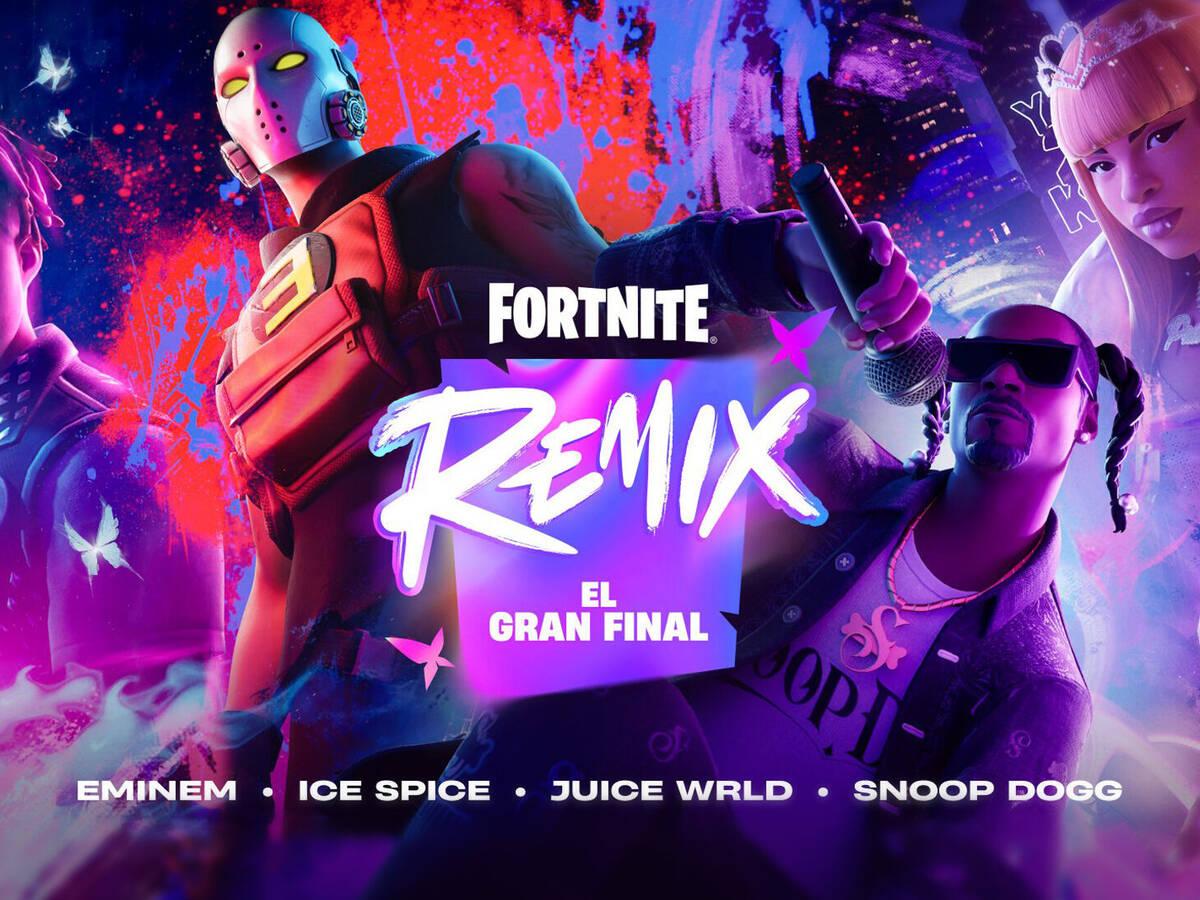 FORTNITE
REMIX
EL
GRAN FINAL
EMINEM • ICE SPICE • JUICE WRLD • SNOOP DOGG